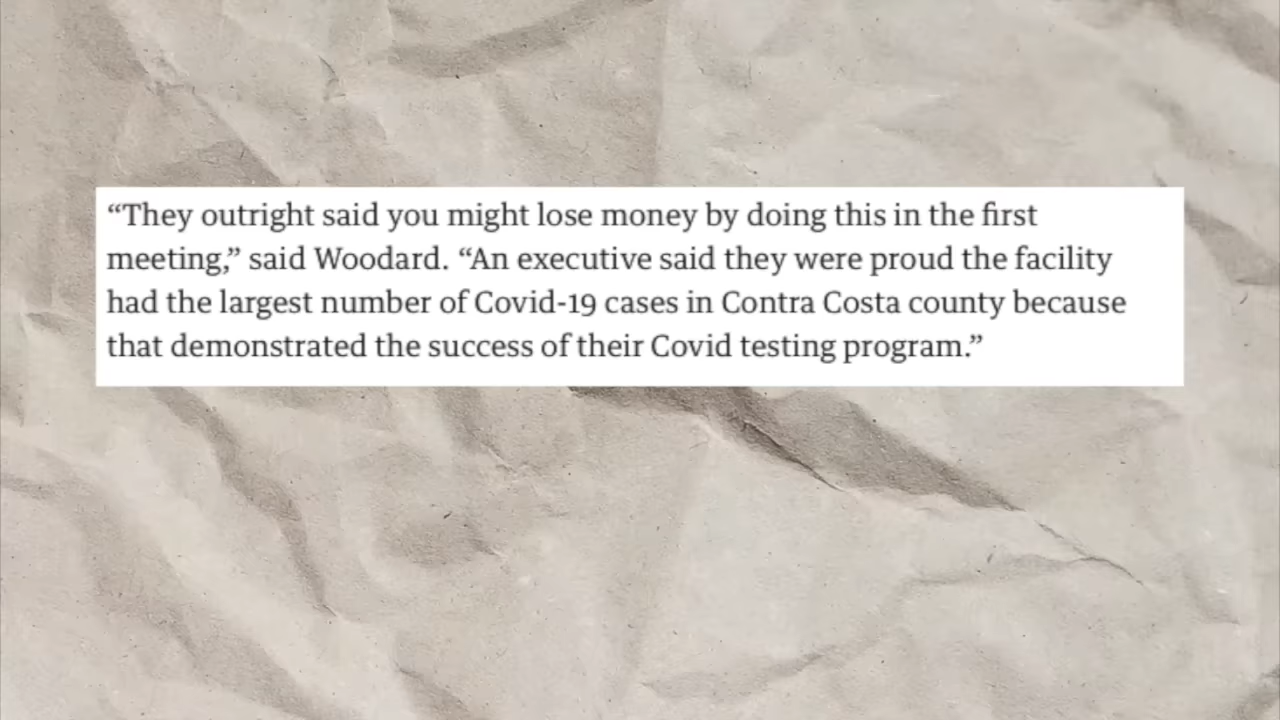 “They outright said you might lose money by doing this in the first
meeting,” said Woodard. “An executive said they were proud the facility
had the largest number of Covid-19 cases in Contra Costa county because
that demonstrated the success of their Covid testing program.”